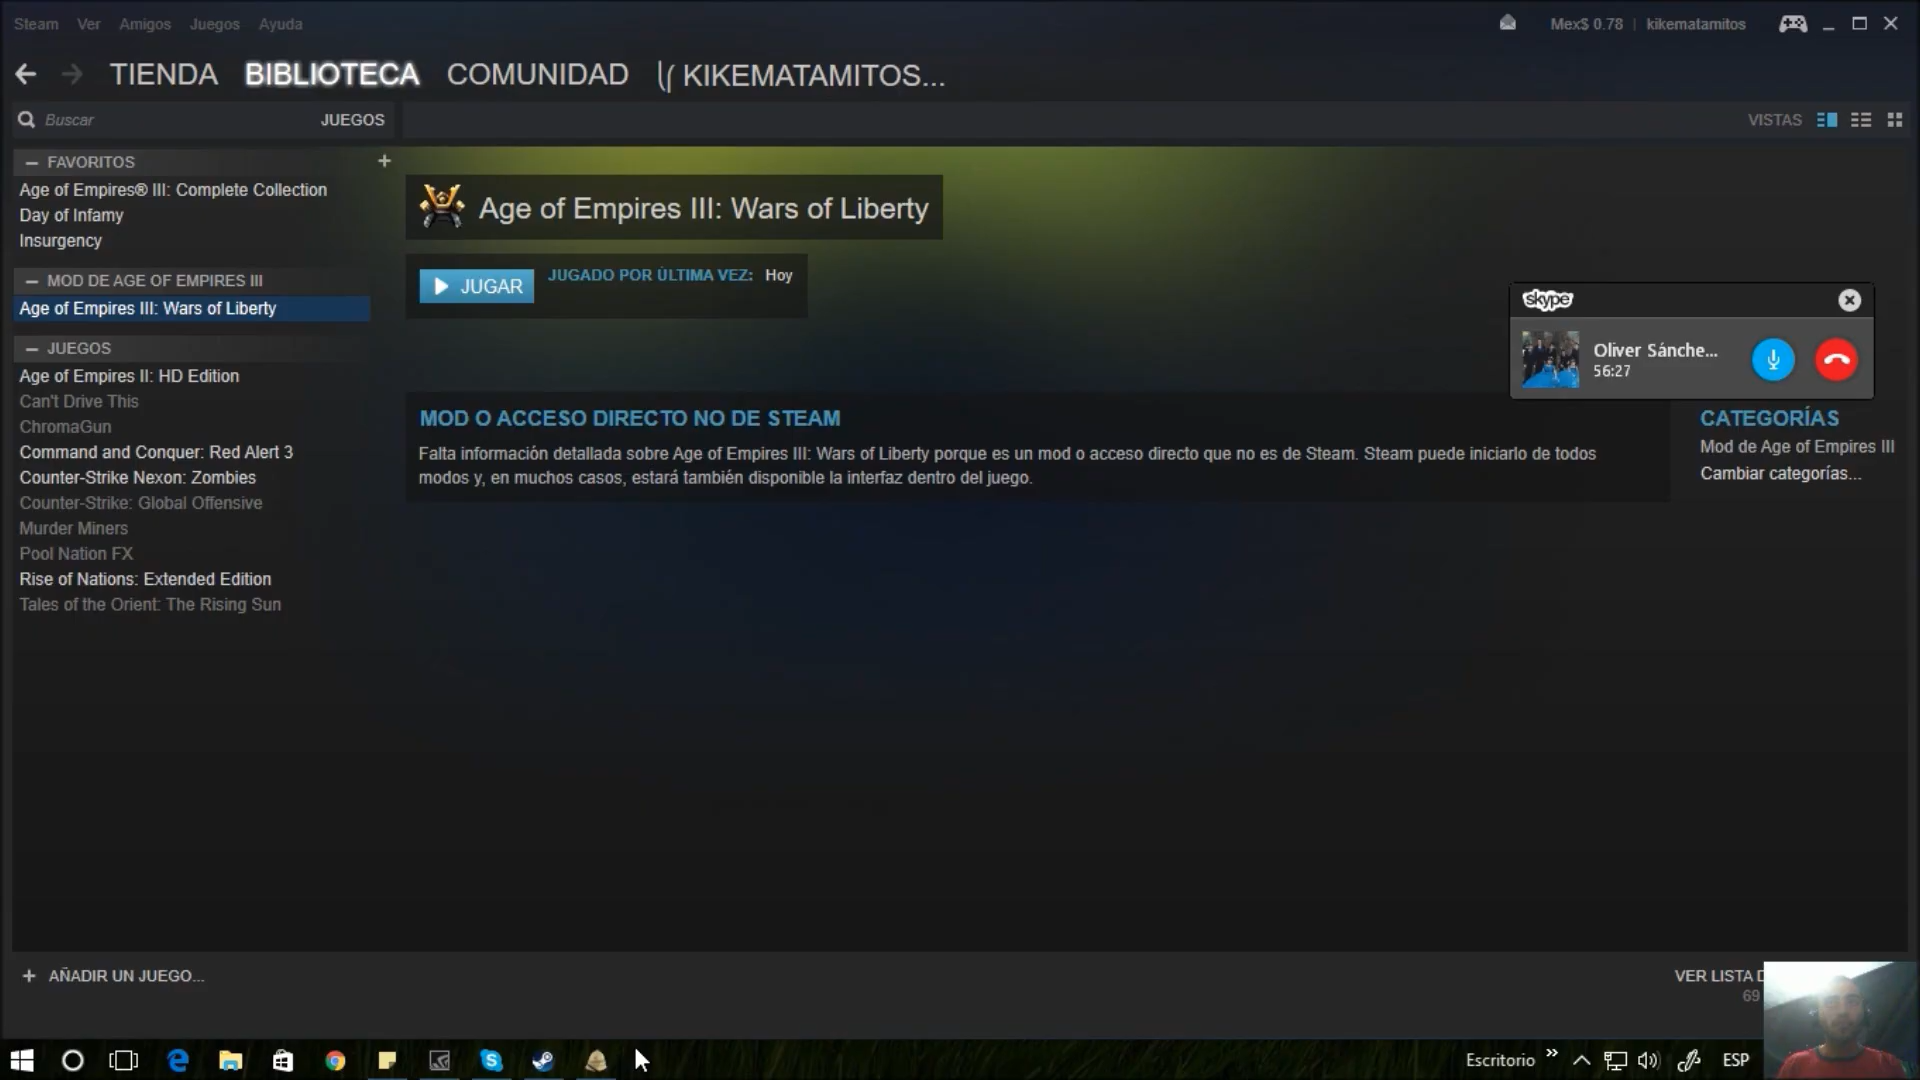 Steam Ver Amigos Juegos Ayuda
Mex$ 0.78 | kikematamitos
TIENDA BIBLIOTECA COMUNIDAD ⎝⎛ KIKEMATAMITOS...
Buscar JUEGOS
VISTAS
– FAVORITOS +
Age of Empires® III: Complete Collection
Day of Infamy
Insurgency
– MOD DE AGE OF EMPIRES III
Age of Empires III: Wars of Liberty
– JUEGOS
Age of Empires II: HD Edition
Can't Drive This
ChromaGun
Command and Conquer: Red Alert 3
Counter-Strike Nexon: Zombies
Counter-Strike: Global Offensive
Murder Miners
Pool Nation FX
Rise of Nations: Extended Edition
Tales of the Orient: The Rising Sun
Age of Empires III: Wars of Liberty
JUGAR
JUGADO POR ÚLTIMA VEZ: Hoy
skype
Oliver Sánche...
56:27
MOD O ACCESO DIRECTO NO DE STEAM
Falta información detallada sobre Age of Empires III: Wars of Liberty porque es un mod o acceso directo que no es de Steam. Steam puede iniciarlo de todos
modos y, en muchos casos, estará también disponible la interfaz dentro del juego.
CATEGORÍAS
Mod de Age of Empires III
Cambiar categorías...
+ AÑADIR UN JUEGO...
VER LISTA
69
Escritorio
ESP